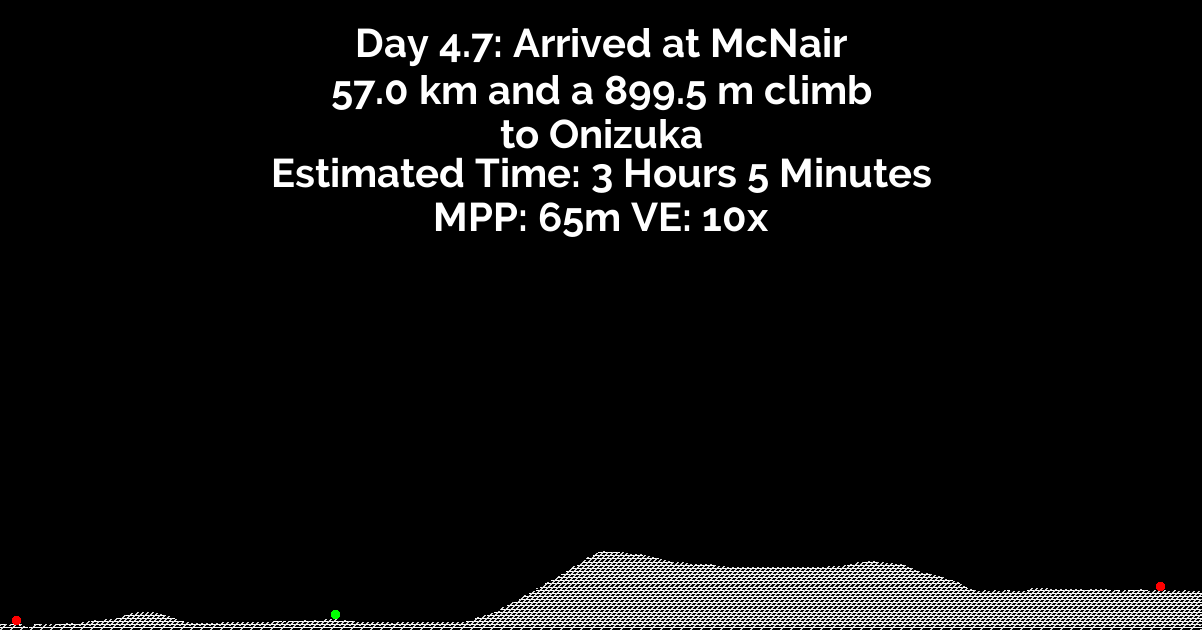 Day 4.7: Arrived at McNair
57.0 km and a 899.5 m climb
to Onizuka
Estimated Time: 3 Hours 5 Minutes
MPP: 65m VE: 10x